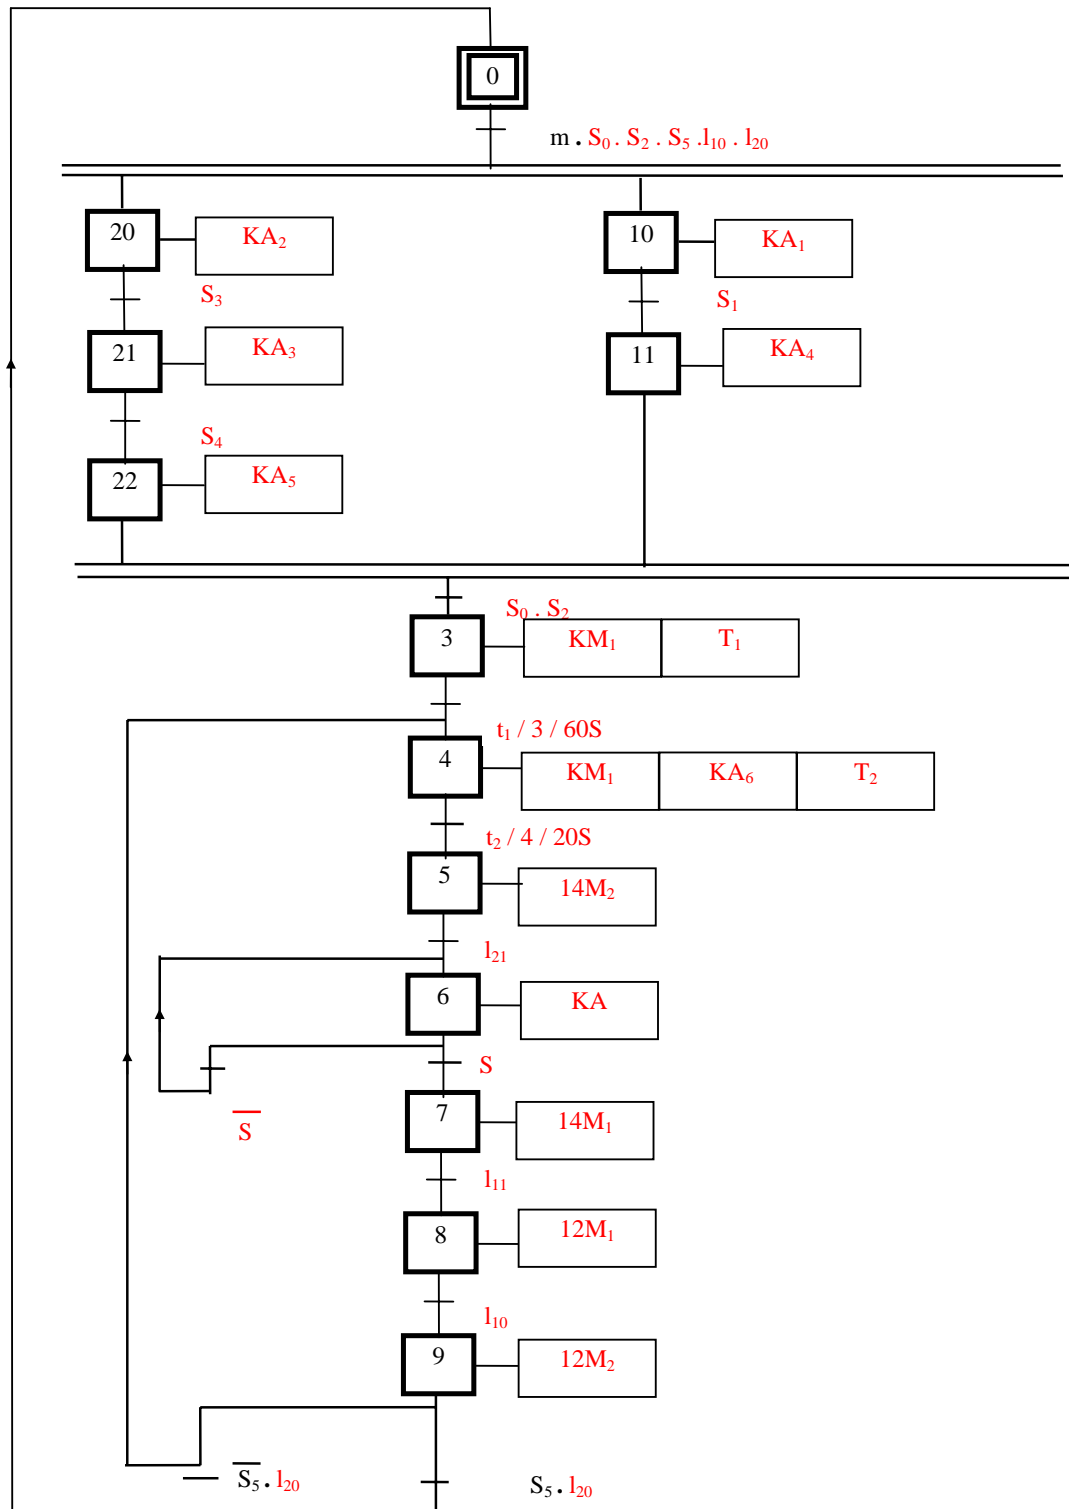 0
m . S₀ . S₂ . S₅ .l₁₀ . l₂₀
20 KA₂ 10 KA₁
S₃ S₁
21 KA₃ 11 KA₄
S₄
22 KA₅
S₀ . S₂
3 KM₁ T₁
t₁ / 3 / 60S
4 KM₁ KA₆ T₂
t₂ / 4 / 20S
5 14M₂
l₂₁
6 KA
S
S̅
7 14M₁
l₁₁
8 12M₁
l₁₀
9 12M₂
S̅₅ . l₂₀ S₅ . l₂₀